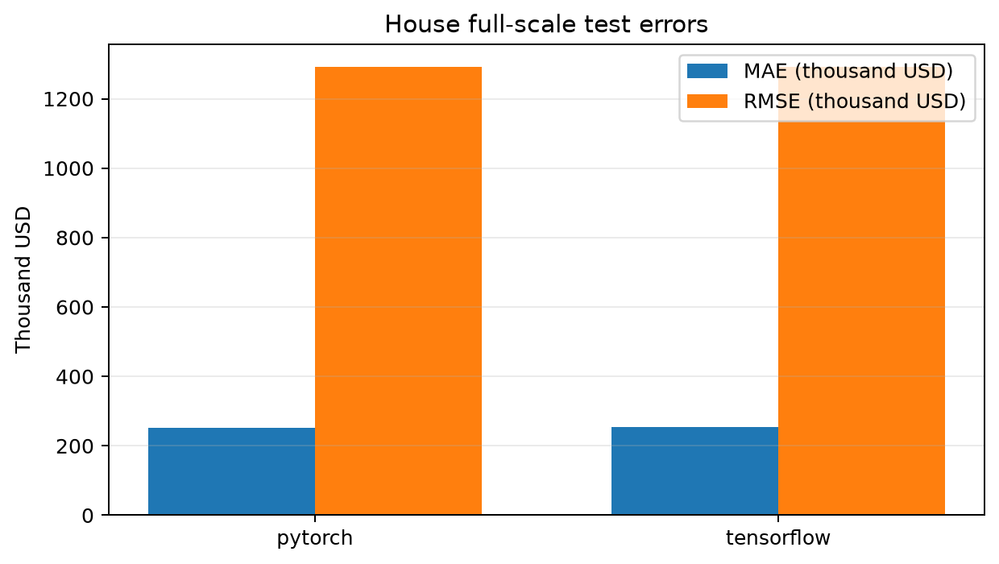 House full-scale test errors
MAE (thousand USD)
RMSE (thousand USD)
Thousand USD
1200
1000
800
600
400
200
0
pytorch
tensorflow